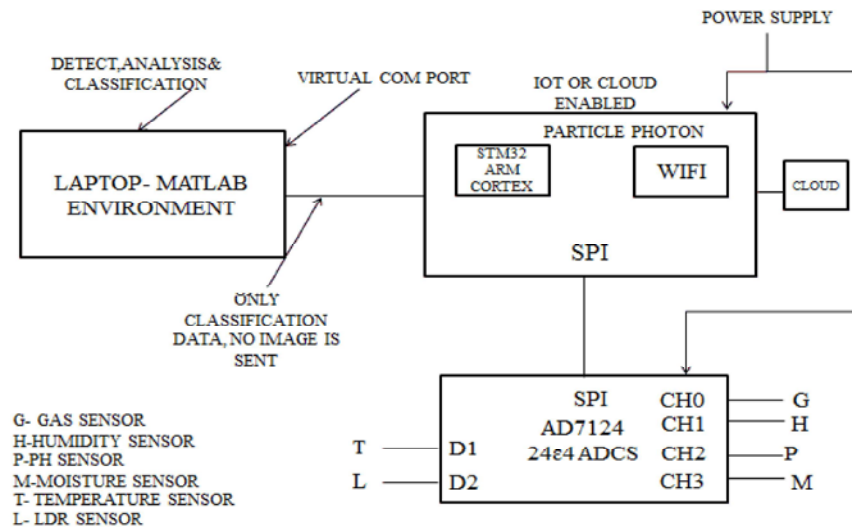 POWER SUPPLY
DETECT,ANALYSIS&
CLASSIFICATION
VIRTUAL COM PORT
IOT OR CLOUD
ENABLED
PARTICLE PHOTON
STM32
ARM
CORTEX
WIFI
CLOUD
LAPTOP- MATLAB
ENVIRONMENT
SPI
ONLY
CLASSIFICATION
DATA, NO IMAGE IS
SENT
SPI
AD7124
24ε4 ADCS
CH0
CH1
CH2
CH3
G
H
P
M
T
L
D1
D2
G- GAS SENSOR
H-HUMIDITY SENSOR
P-PH SENSOR
M-MOISTURE SENSOR
T- TEMPERATURE SENSOR
L- LDR SENSOR